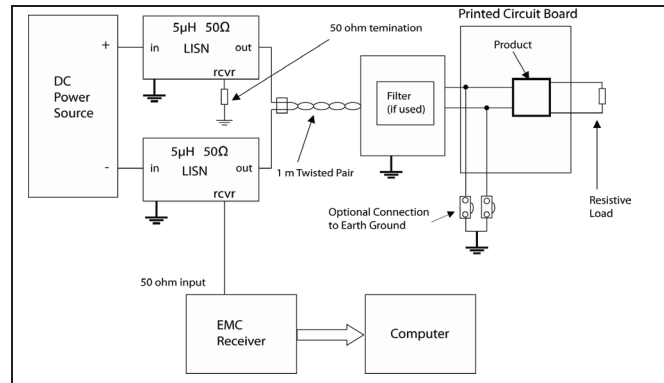 Printed Circuit Board
5μH 50Ω
in LISN out
rcvr
50 ohm temination
Product
+
DC
Power
Source
Filter
(if used)
5μH 50Ω
-
in LISN out
rcvr
1 m Twisted Pair
Optional Connection
to Earth Ground
Resistive
Load
50 ohm input
EMC
Receiver
Computer